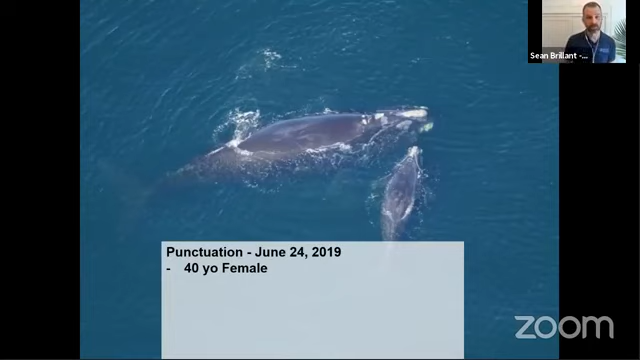 Sean Brillant -...
Punctuation - June 24, 2019
- 40 yo Female
zoom